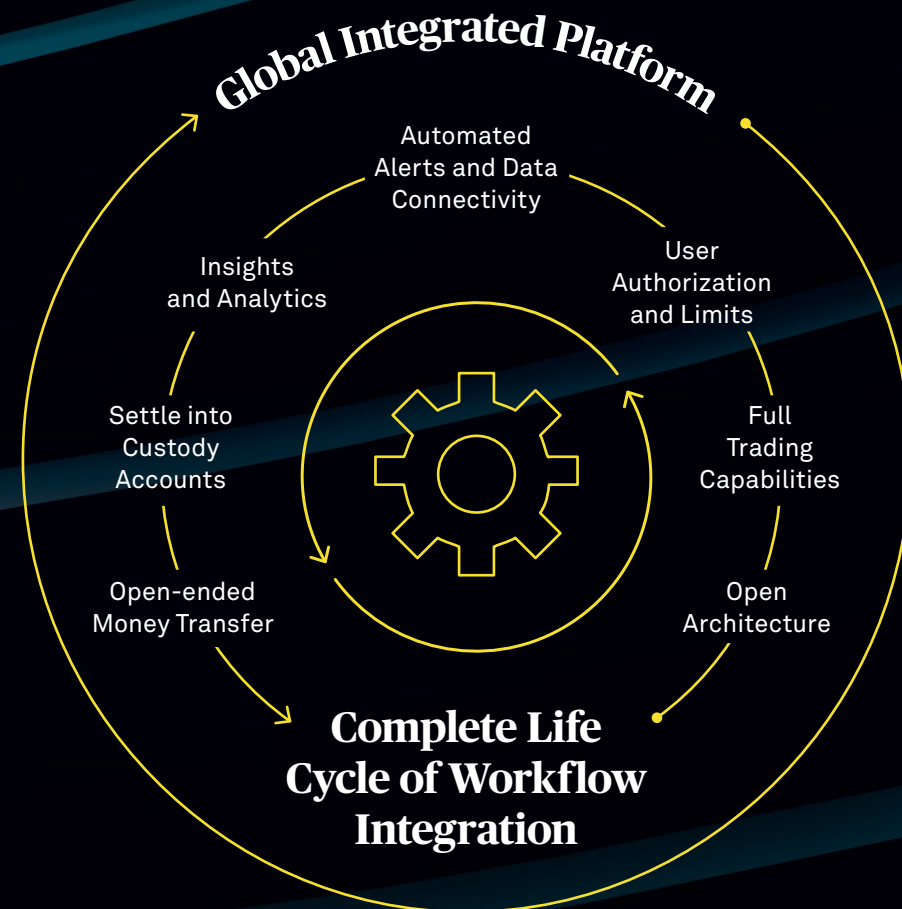 Global Integrated Platform
Automated
Alerts and Data
Connectivity
User
Authorization
and Limits
Insights
and Analytics
Full
Trading
Capabilities
Settle into
Custody
Accounts
Open
Architecture
Open-ended
Money Transfer
Complete Life
Cycle of Workflow
Integration